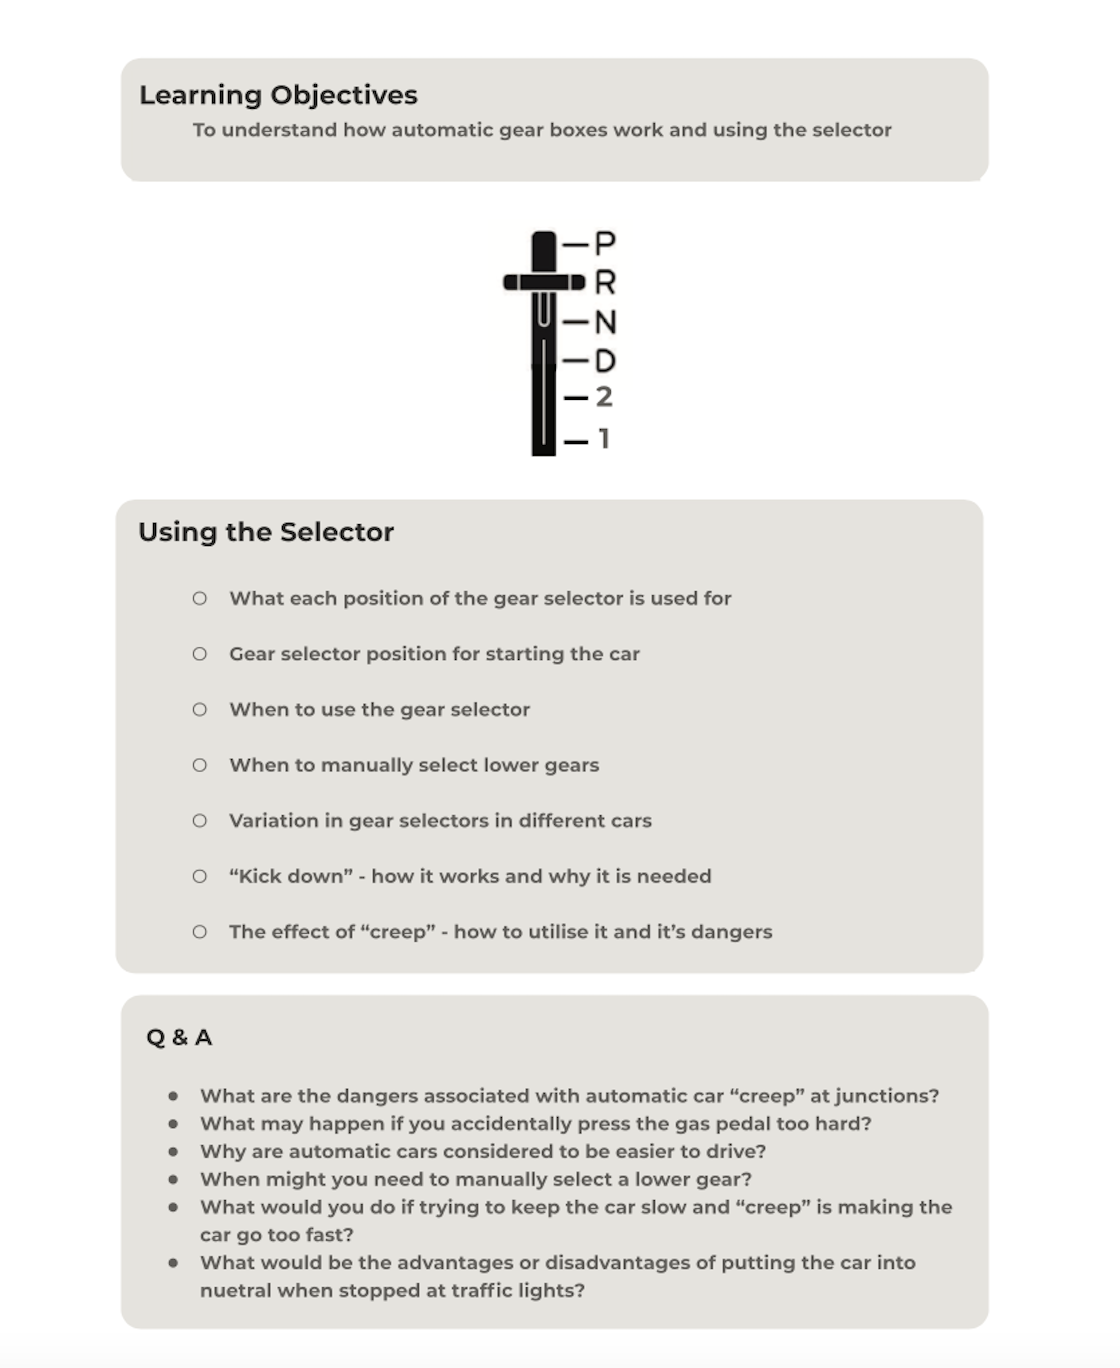 Learning Objectives
To understand how automatic gear boxes work and using the selector
P
R
N
D
2
1
Using the Selector
What each position of the gear selector is used for
Gear selector position for starting the car
When to use the gear selector
When to manually select lower gears
Variation in gear selectors in different cars
“Kick down” - how it works and why it is needed
The effect of “creep” - how to utilise it and it’s dangers
Q & A
What are the dangers associated with automatic car “creep” at junctions?
What may happen if you accidentally press the gas pedal too hard?
Why are automatic cars considered to be easier to drive?
When might you need to manually select a lower gear?
What would you do if trying to keep the car slow and “creep” is making the
car go too fast?
What would be the advantages or disadvantages of putting the car into
nuetral when stopped at traffic lights?